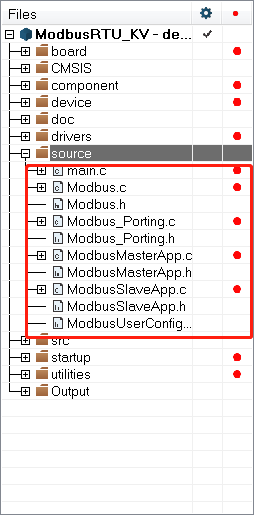 Files
ModbusRTU_KV - de...
board
CMSIS
component
device
doc
drivers
source
main.c
Modbus.c
Modbus.h
Modbus_Porting.c
Modbus_Porting.h
ModbusMasterApp.c
ModbusMasterApp.h
ModbusSlaveApp.c
ModbusSlaveApp.h
ModbusUserConfig...
src
startup
utilities
Output